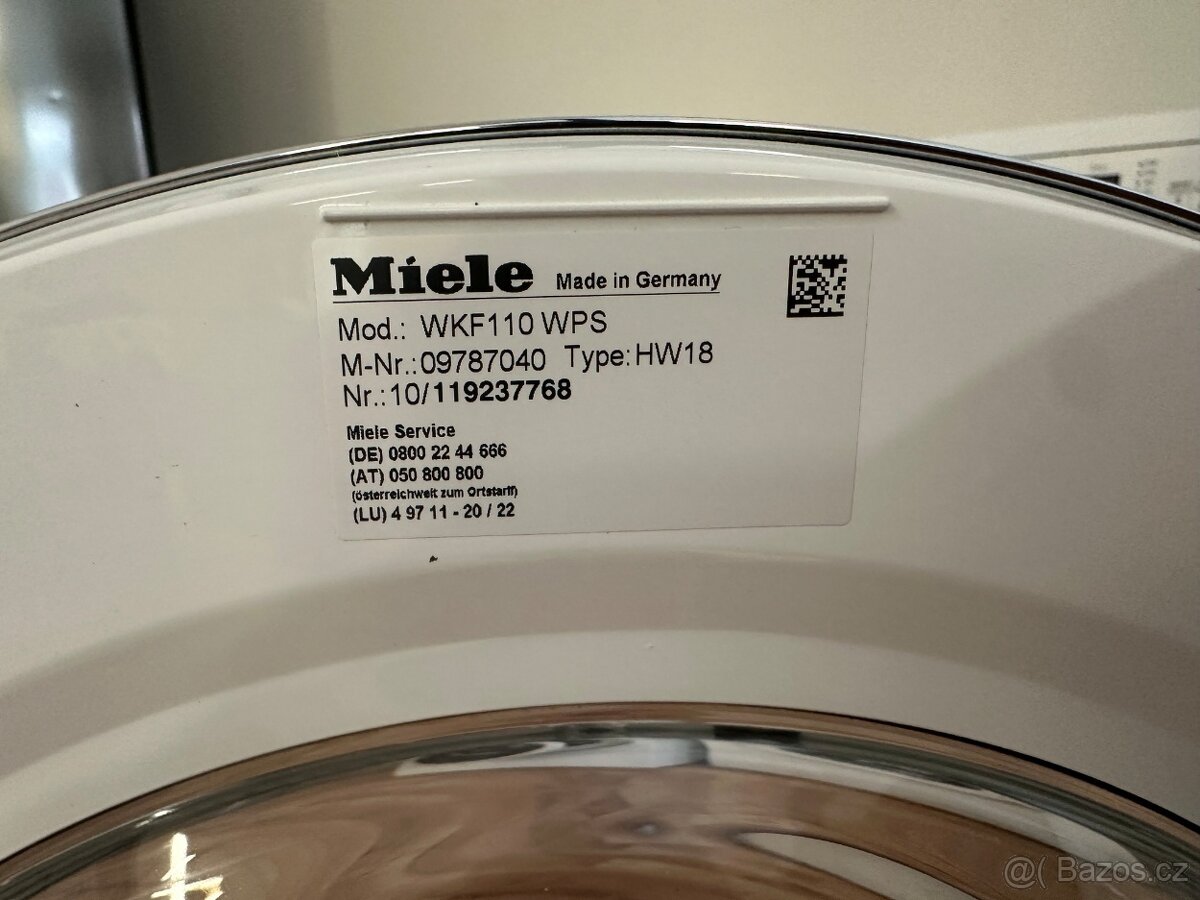 Miele Made in Germany
Mod.: WKF110 WPS
M-Nr.:09787040 Type:HW18
Nr.:10/119237768
Miele Service
(DE) 0800 22 44 666
(AT) 050 800 800
(österreichweit zum Ortstarif)
(LU) 4 97 11 - 20 / 22
@( Bazos.cz